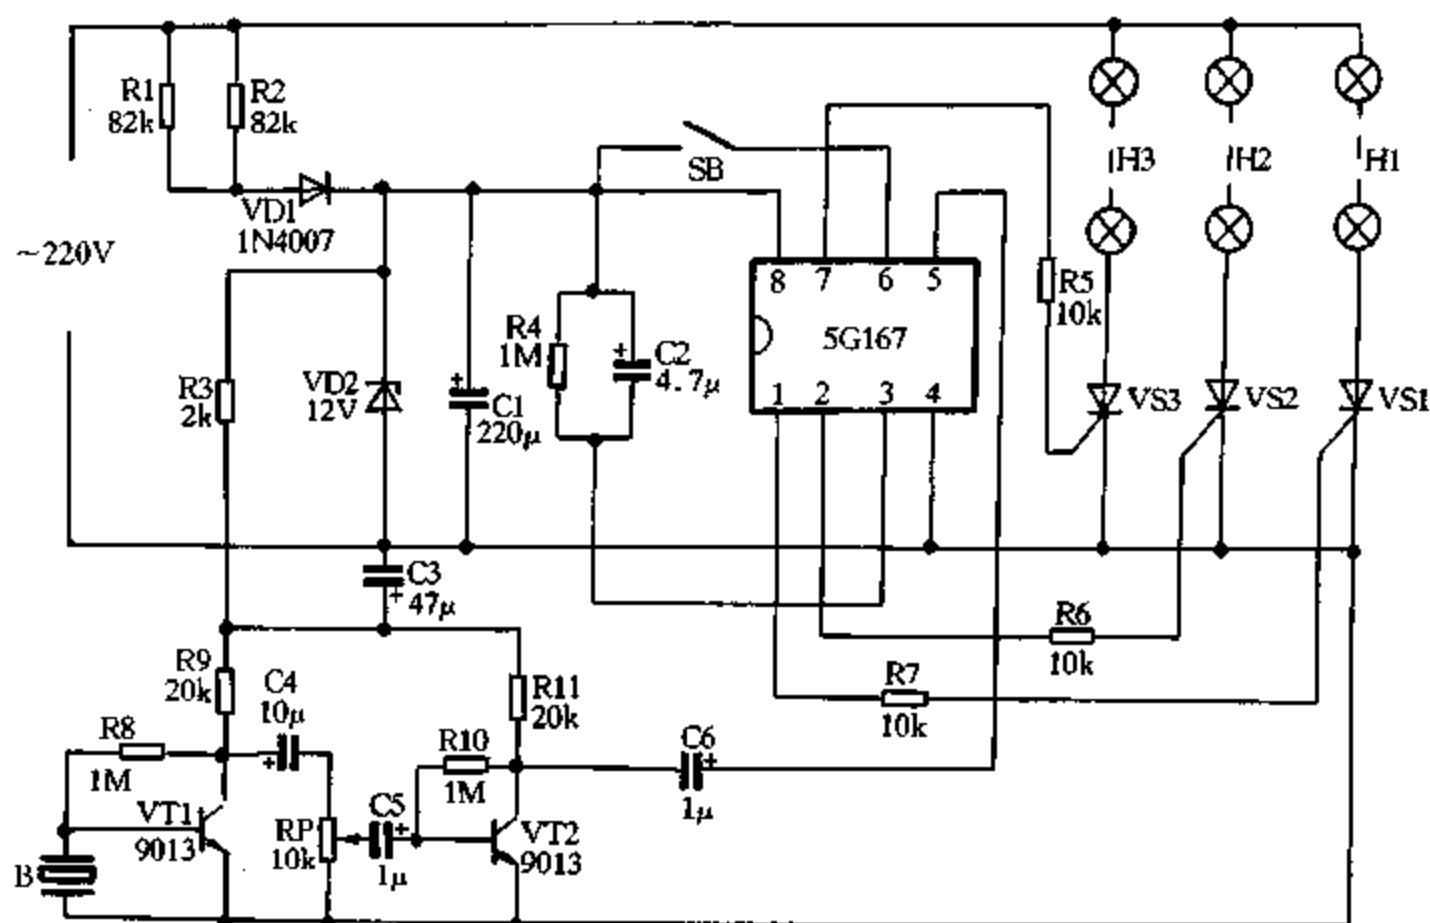 R1
82k
R2
82k
VD1
1N4007
~220V
SB
H3
H2
H1
8 7 6 5
5G167
1 2 3 4
R5
10k
R4
1M
C2
4.7μ
R3
2k
VD2
12V
C1
220μ
VS3
VS2
VS1
C3
47μ
R6
10k
R7
10k
R9
20k
C4
10μ
R11
20k
R8
1M
R10
1M
C6
1μ
VT1
9013
RP
10k
C5
1μ
VT2
9013
B